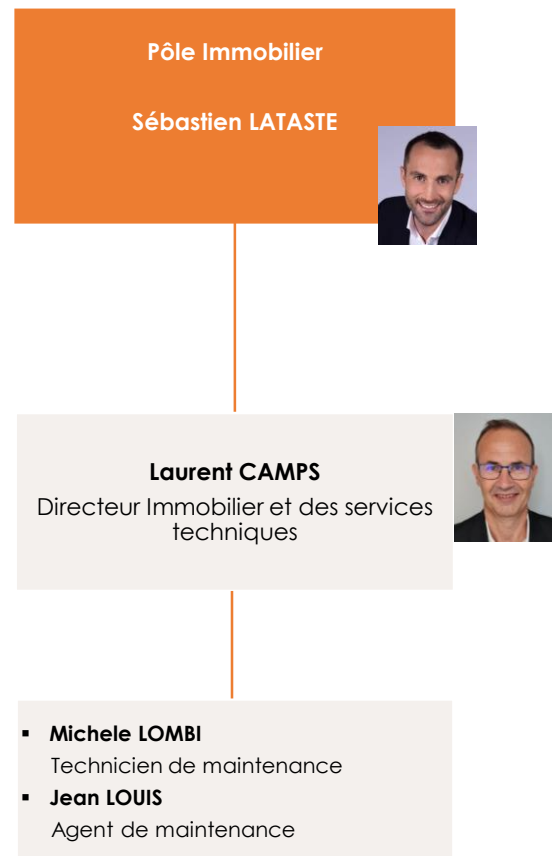 Pôle Immobilier
Sébastien LATASTE
Laurent CAMPS
Directeur Immobilier et des services
techniques
▪ Michele LOMBI
Technicien de maintenance
▪ Jean LOUIS
Agent de maintenance